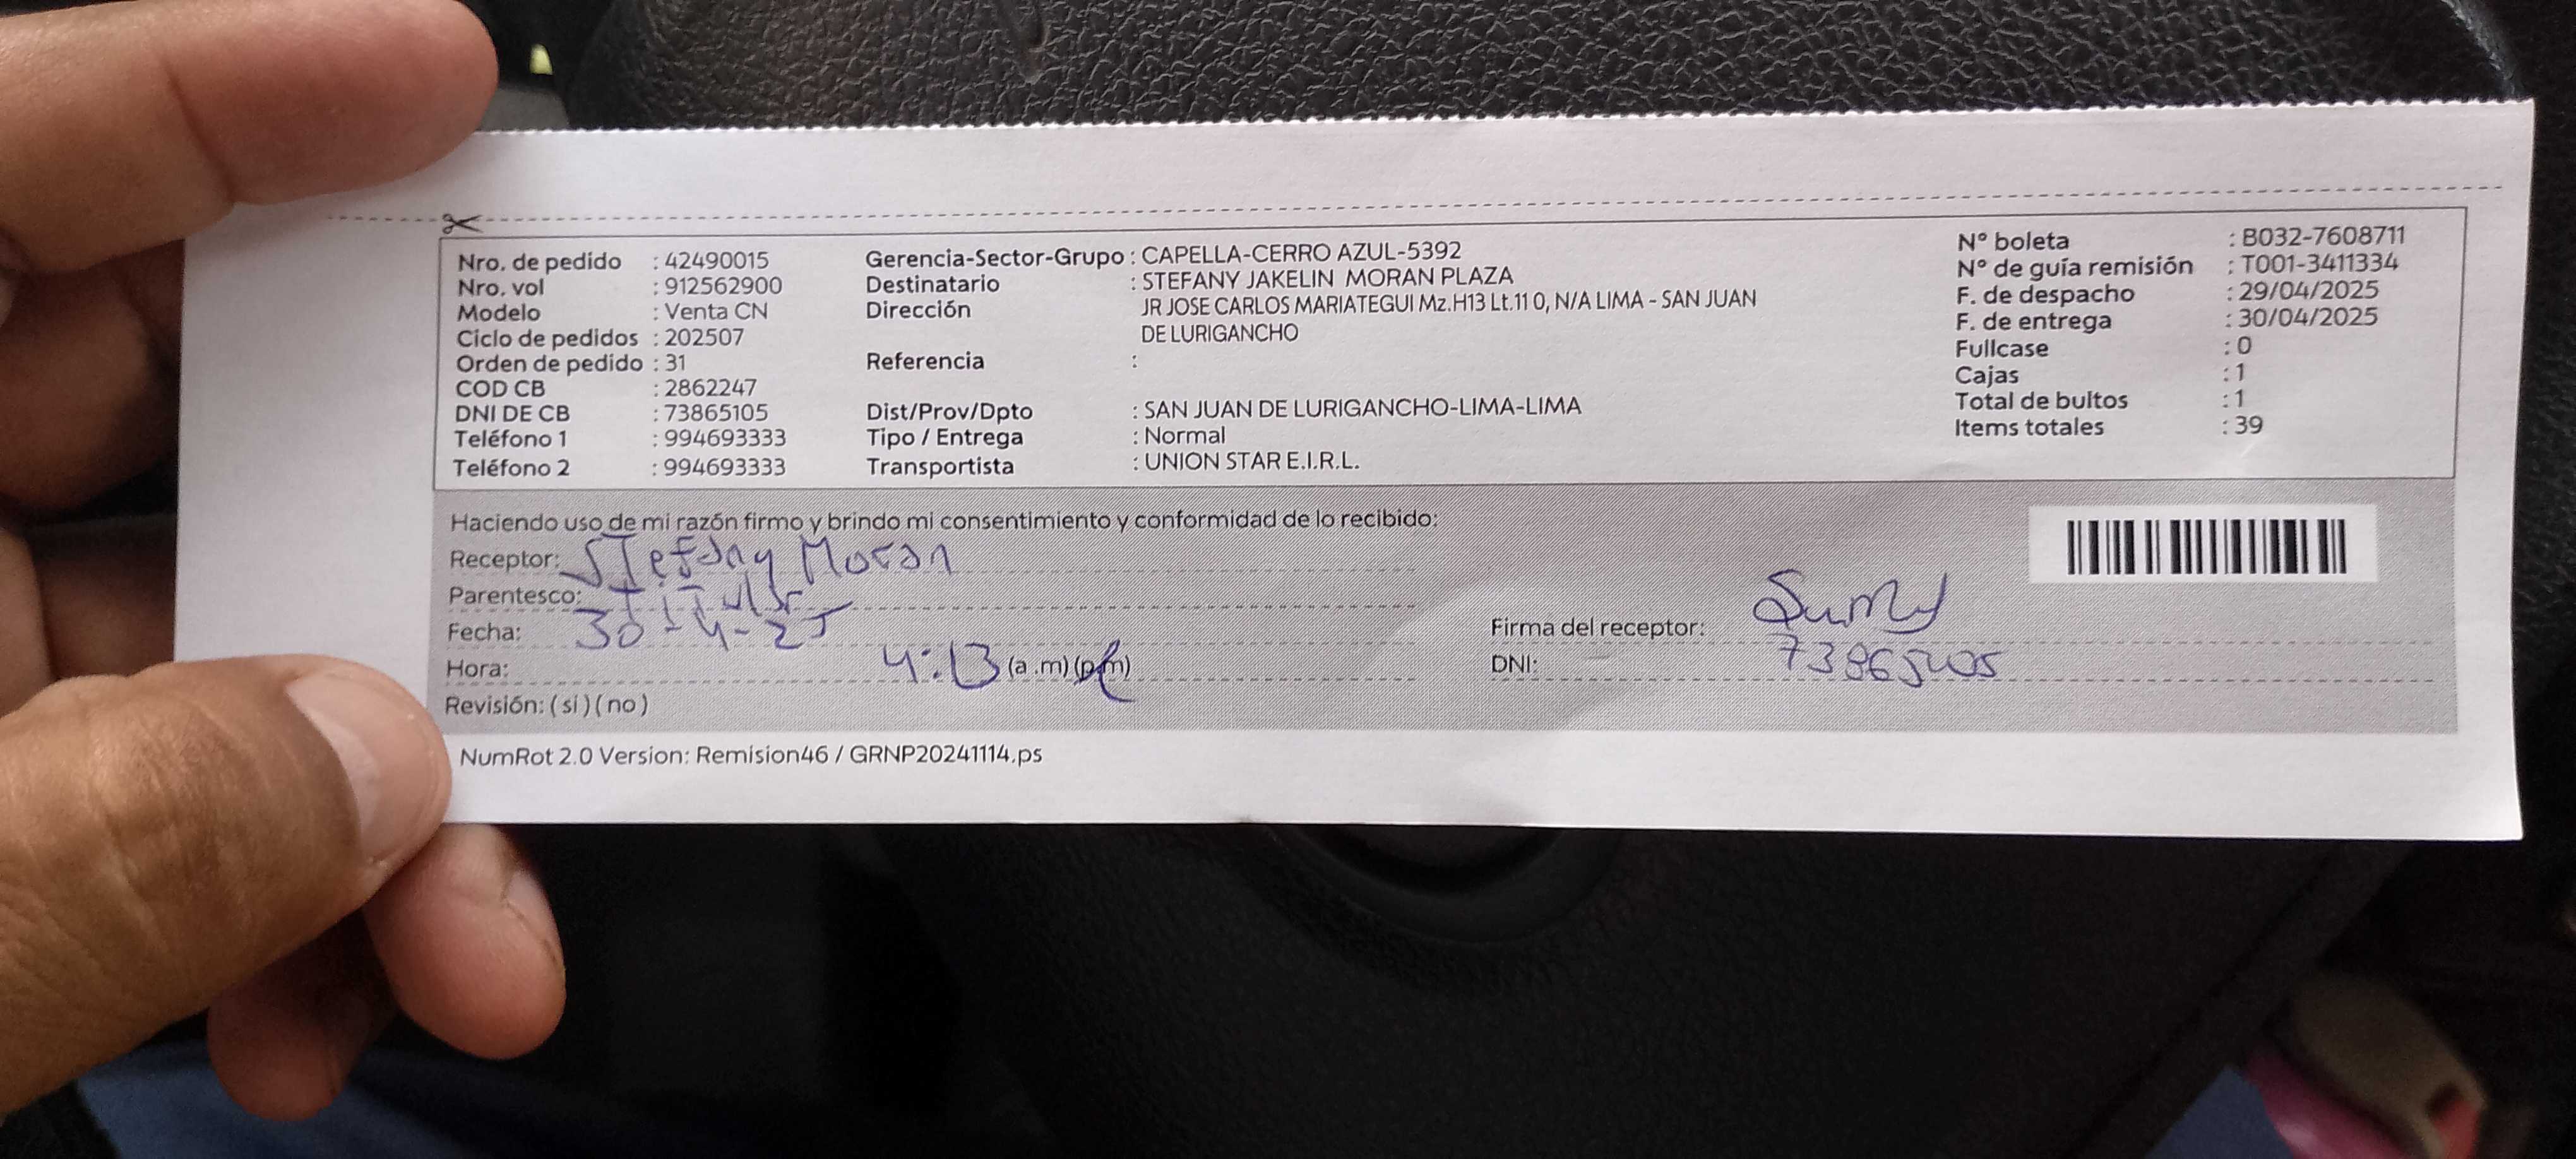 Nro. de pedido : 42490015
Nro. vol : 912562900
Modelo : Venta CN
Ciclo de pedidos : 202507
Orden de pedido : 31
COD CB : 2862247
DNI DE CB : 73865105
Teléfono 1 : 994693333
Teléfono 2 : 994693333
Gerencia-Sector-Grupo : CAPELLA-CERRO AZUL-5392
Destinatario : STEFANY JAKELIN MORAN PLAZA
Dirección JR JOSE CARLOS MARIATEGUI Mz.H13 Lt.11 0, N/A LIMA - SAN JUAN
DE LURIGANCHO
Referencia :
Dist/Prov/Dpto : SAN JUAN DE LURIGANCHO-LIMA-LIMA
Tipo / Entrega : Normal
Transportista : UNION STAR E.I.R.L.
N° boleta : B032-7608711
N° de guía remisión : T001-3411334
F. de despacho : 29/04/2025
F. de entrega : 30/04/2025
Fullcase : 0
Cajas : 1
Total de bultos : 1
Items totales : 39
Haciendo uso de mi razón firmo y brindo mi consentimiento y conformidad de lo recibido:
Receptor: Stefany Moran
Parentesco: Titular
Fecha: 30-4-25
Hora: 4:13 (a.m) (p.m)
Revisión: ( si ) ( no )
Firma del receptor:
DNI: 73865105
NumRot 2.0 Version: Remision46 / GRNP20241114.ps